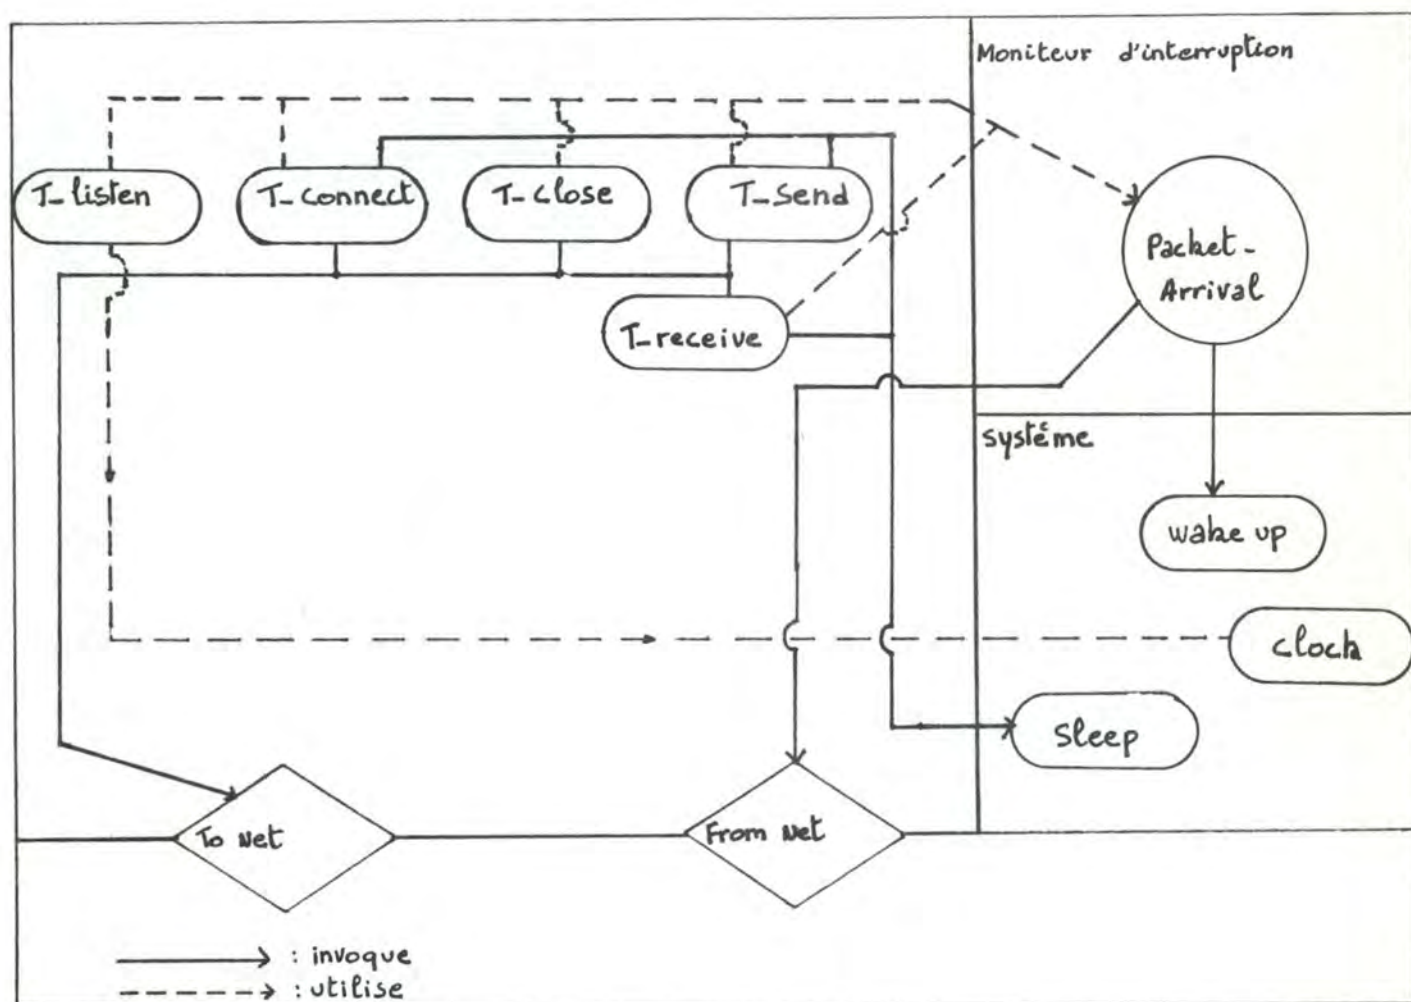 Moniteur d'interruption
T_listen
T_connect
T_close
T_Send
Packet-
Arrival
T_receive
système
wake up
clock
Sleep
To Net
From Net
: invoque
: utilise